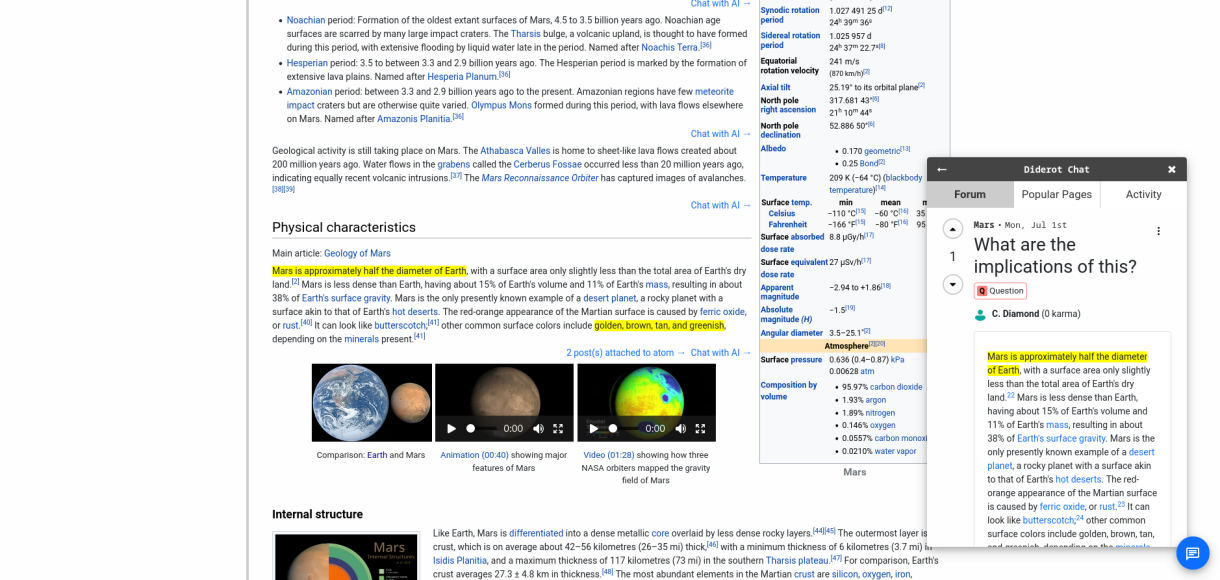 Chat with AI →
• Noachian period: Formation of the oldest extant surfaces of Mars, 4.5 to 3.5 billion years ago. Noachian age
surfaces are scarred by many large impact craters. The Tharsis bulge, a volcanic upland, is thought to have formed
during this period, with extensive flooding by liquid water late in the period. Named after Noachis Terra.[36]
• Hesperian period: 3.5 to between 3.3 and 2.9 billion years ago. The Hesperian period is marked by the formation of
extensive lava plains. Named after Hesperia Planum.[36]
• Amazonian period: between 3.3 and 2.9 billion years ago to the present. Amazonian regions have few meteorite
impact craters but are otherwise quite varied. Olympus Mons formed during this period, with lava flows elsewhere
on Mars. Named after Amazonis Planitia.[36]
Chat with AI →
Geological activity is still taking place on Mars. The Athabasca Valles is home to sheet-like lava flows created about
200 million years ago. Water flows in the grabens called the Cerberus Fossae occurred less than 20 million years ago,
indicating equally recent volcanic intrusions.[37] The Mars Reconnaissance Orbiter has captured images of avalanches.
[38][39]
Chat with AI →
Physical characteristics
Main article: Geology of Mars
Mars is approximately half the diameter of Earth, with a surface area only slightly less than the total area of Earth's dry
land.[2] Mars is less dense than Earth, having about 15% of Earth's volume and 11% of Earth's mass, resulting in about
38% of Earth's surface gravity. Mars is the only presently known example of a desert planet, a rocky planet with a
surface akin to that of Earth's hot deserts. The red-orange appearance of the Martian surface is caused by ferric oxide,
or rust.[40] It can look like butterscotch;[41] other common surface colors include golden, brown, tan, and greenish,
depending on the minerals present.[41]
2 post(s) attached to atom → Chat with AI →
0:00
0:00
Comparison: Earth and Mars
Animation (00:40) showing major
features of Mars
Video (01:28) showing how three
NASA orbiters mapped the gravity
field of Mars
Internal structure
Mars
Internal Structures
Like Earth, Mars is differentiated into a dense metallic core overlaid by less dense rocky layers.[44][45] The outermost layer is
crust, which is on average about 42–56 kilometres (26–35 mi) thick,[46] with a minimum thickness of 6 kilometres (3.7 mi) in
Isidis Planitia, and a maximum thickness of 117 kilometres (73 mi) in the southern Tharsis plateau.[47] For comparison, Earth's
crust averages 27.3 ± 4.8 km in thickness.[48] The most abundant elements in the Martian crust are silicon, oxygen, iron,
Synodic rotation period 1.027 491 25 d[12]
24h 39m 36s
Sidereal rotation period 1.025 957 d
24h 37m 22.7s[8]
Equatorial rotation velocity 241 m/s
(870 km/h)[2]
Axial tilt 25.19° to its orbital plane[2]
North pole right ascension 317.681 43°[6]
21h 10m 44s
North pole declination 52.886 50°[6]
Albedo
• 0.170 geometric[13]
• 0.25 Bond[2]
Temperature 209 K (−64 °C) (blackbody
temperature)[14]
Surface temp. min mean m
Celsius −110 °C[15] −60 °C[16] 35
Fahrenheit −166 °F[15] −80 °F[16] 95
Surface absorbed dose rate 8.8 μGy/h[17]
Surface equivalent dose rate 27 μSv/h[17]
Apparent magnitude −2.94 to +1.86[18]
Absolute magnitude (H) −1.5[19]
Angular diameter 3.5–25.1″[2]
Atmosphere[2][20]
Surface pressure 0.636 (0.4–0.87) kPa
0.00628 atm
Composition by volume
• 95.97% carbon dioxide
• 1.93% argon
• 1.89% nitrogen
• 0.146% oxygen
• 0.0557% carbon monoxi
• 0.0210% water vapor
Mars
← Diderot Chat ✖
Forum Popular Pages Activity
Mars • Mon, Jul 1st
What are the
implications of this?
1
Q Question
C. Diamond (0 karma)
Mars is approximately half the diameter
of Earth, with a surface area only slightly
less than the total area of Earth's dry
land.22 Mars is less dense than Earth,
having about 15% of Earth's volume and
11% of Earth's mass, resulting in about
38% of Earth's surface gravity. Mars is the
only presently known example of a desert
planet, a rocky planet with a surface akin
to that of Earth's hot deserts. The red-
orange appearance of the Martian surface
is caused by ferric oxide, or rust.23 It can
look like butterscotch;24 other common
surface colors include golden, brown, tan,
and greenish, depending on the minerals